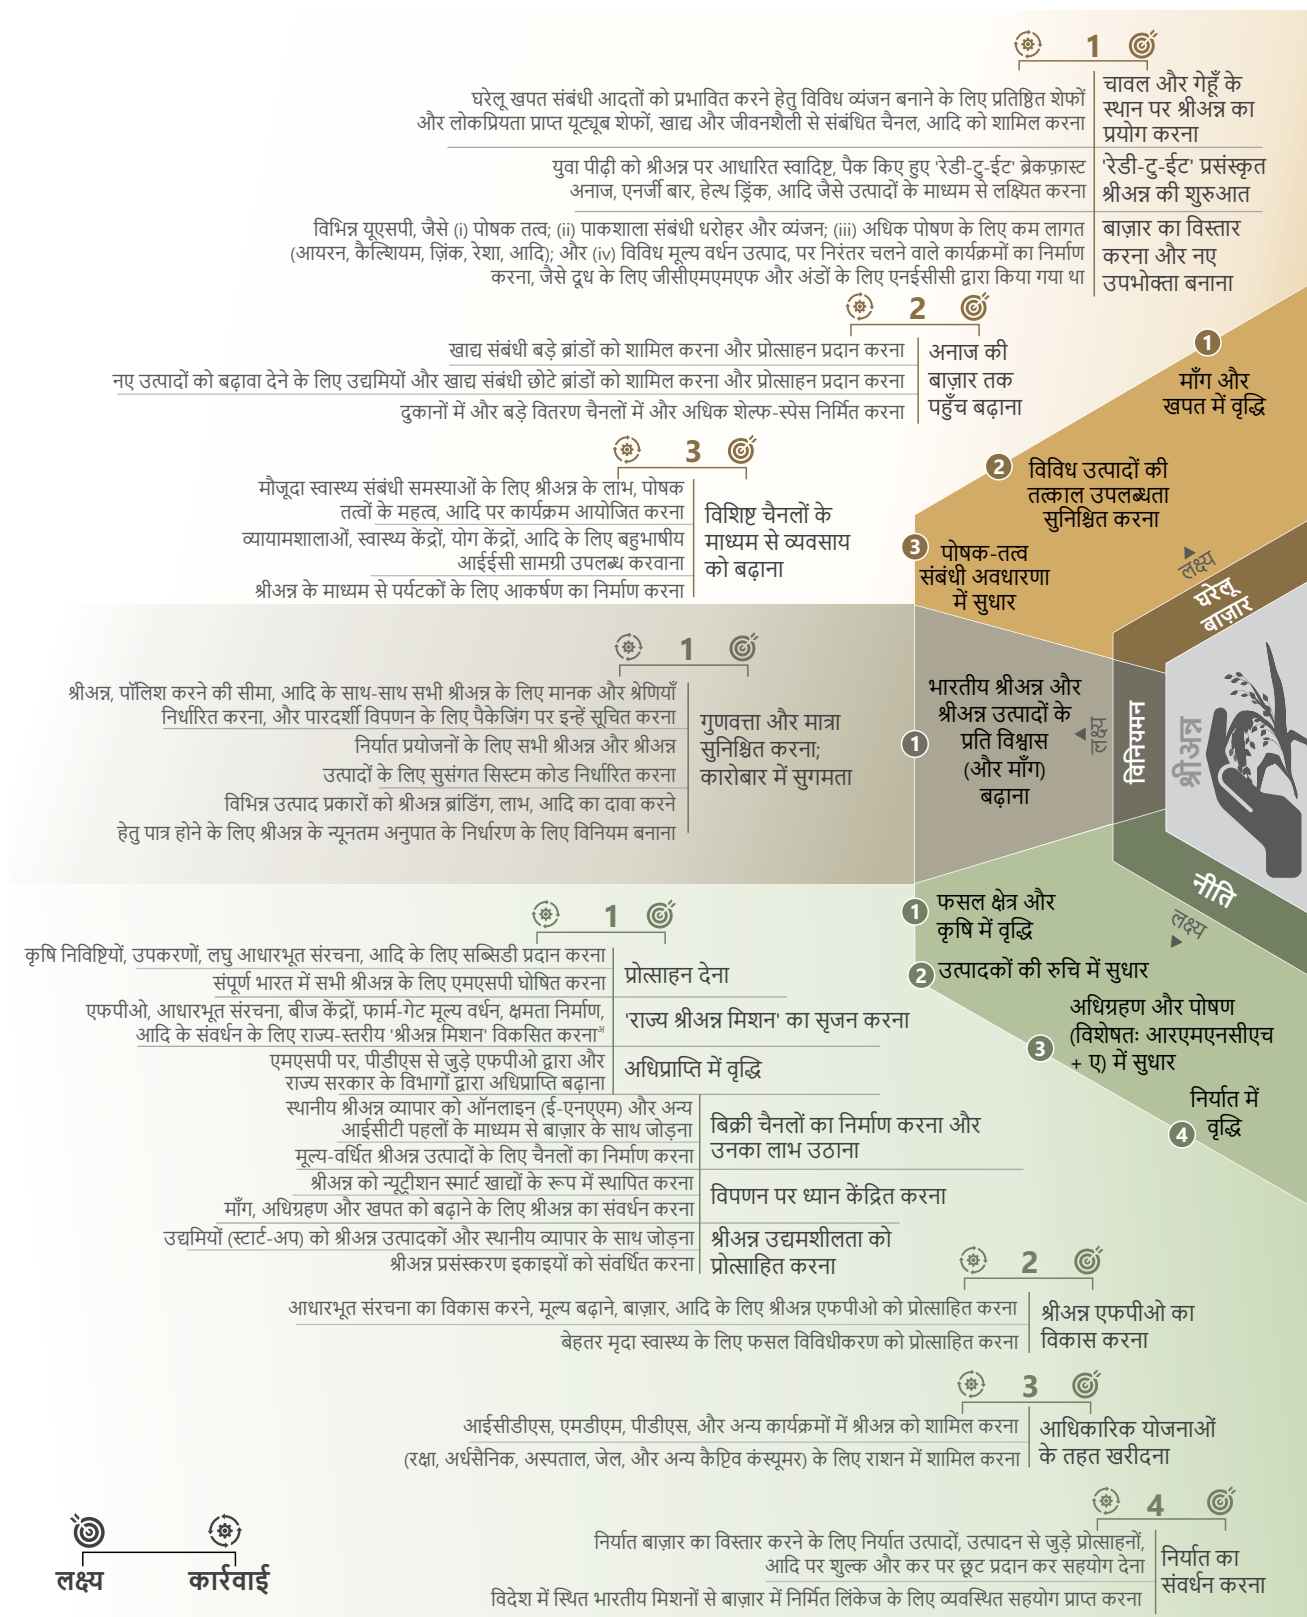 1
चावल और गेहूँ के
स्थान पर श्रीअन्न का
प्रयोग करना
घरेलू खपत संबंधी आदतों को प्रभावित करने हेतु विविध व्यंजन बनाने के लिए प्रतिष्ठित शेफों
और लोकप्रियता प्राप्त यूट्यूब शेफों, खाद्य और जीवनशैली से संबंधित चैनल, आदि को शामिल करना
'रेडी-टु-ईट' प्रसंस्कृत
श्रीअन्न की शुरुआत
युवा पीढ़ी को श्रीअन्न पर आधारित स्वादिष्ट, पैक किए हुए 'रेडी-टु-ईट' ब्रेकफ़ास्ट
अनाज, एनर्जी बार, हेल्थ ड्रिंक, आदि जैसे उत्पादों के माध्यम से लक्ष्यित करना
बाज़ार का विस्तार
करना और नए
उपभोक्ता बनाना
विभिन्न यूएसपी, जैसे (i) पोषक तत्व; (ii) पाकशाला संबंधी धरोहर और व्यंजन; (iii) अधिक पोषण के लिए कम लागत
(आयरन, कैल्शियम, ज़िंक, रेशा, आदि); और (iv) विविध मूल्य वर्धन उत्पाद, पर निरंतर चलने वाले कार्यक्रमों का निर्माण
करना, जैसे दूध के लिए जीसीएमएमएफ और अंडों के लिए एनईसीसी द्वारा किया गया था
2
अनाज की
बाज़ार तक
पहुँच बढ़ाना
खाद्य संबंधी बड़े ब्रांडों को शामिल करना और प्रोत्साहन प्रदान करना
नए उत्पादों को बढ़ावा देने के लिए उद्यमियों और खाद्य संबंधी छोटे ब्रांडों को शामिल करना और प्रोत्साहन प्रदान करना
दुकानों में और बड़े वितरण चैनलों में और अधिक शेल्फ-स्पेस निर्मित करना
3
विशिष्ट चैनलों के
माध्यम से व्यवसाय
को बढ़ाना
मौजूदा स्वास्थ्य संबंधी समस्याओं के लिए श्रीअन्न के लाभ, पोषक
तत्वों के महत्व, आदि पर कार्यक्रम आयोजित करना
व्यायामशालाओं, स्वास्थ्य केंद्रों, योग केंद्रों, आदि के लिए बहुभाषीय
आईईसी सामग्री उपलब्ध करवाना
श्रीअन्न के माध्यम से पर्यटकों के लिए आकर्षण का निर्माण करना
1
माँग और
खपत में वृद्धि
2
विविध उत्पादों की
तत्काल उपलब्धता
सुनिश्चित करना
3
पोषक-तत्व
संबंधी अवधारणा
में सुधार
लक्ष्य
घरेलू
बाज़ार
1
गुणवत्ता और मात्रा
सुनिश्चित करना;
कारोबार में सुगमता
श्रीअन्न, पॉलिश करने की सीमा, आदि के साथ-साथ सभी श्रीअन्न के लिए मानक और श्रेणियाँ
निर्धारित करना, और पारदर्शी विपणन के लिए पैकेजिंग पर इन्हें सूचित करना
निर्यात प्रयोजनों के लिए सभी श्रीअन्न और श्रीअन्न
उत्पादों के लिए सुसंगत सिस्टम कोड निर्धारित करना
विभिन्न उत्पाद प्रकारों को श्रीअन्न ब्रांडिंग, लाभ, आदि का दावा करने
हेतु पात्र होने के लिए श्रीअन्न के न्यूनतम अनुपात के निर्धारण के लिए विनियम बनाना
1
भारतीय श्रीअन्न और
श्रीअन्न उत्पादों के
प्रति विश्वास
(और माँग)
बढ़ाना
लक्ष्य
विनियमन
श्रीअन्न
नीति
लक्ष्य
1
फसल क्षेत्र और
कृषि में वृद्धि
2
उत्पादकों की रुचि में सुधार
3
अधिग्रहण और पोषण
(विशेषतः आरएमएनसीएच
+ ए) में सुधार
4
निर्यात में
वृद्धि
1
प्रोत्साहन देना
कृषि निविष्टियों, उपकरणों, लघु आधारभूत संरचना, आदि के लिए सब्सिडी प्रदान करना
संपूर्ण भारत में सभी श्रीअन्न के लिए एमएसपी घोषित करना
'राज्य श्रीअन्न मिशन' का सृजन करना
एफपीओ, आधारभूत संरचना, बीज केंद्रों, फार्म-गेट मूल्य वर्धन, क्षमता निर्माण,
आदि के संवर्धन के लिए राज्य-स्तरीय 'श्रीअन्न मिशन' विकसित करनाअ
अधिप्राप्ति में वृद्धि
एमएसपी पर, पीडीएस से जुड़े एफपीओ द्वारा और
राज्य सरकार के विभागों द्वारा अधिप्राप्ति बढ़ाना
बिक्री चैनलों का निर्माण करना और
उनका लाभ उठाना
स्थानीय श्रीअन्न व्यापार को ऑनलाइन (ई-एनएएम) और अन्य
आईसीटी पहलों के माध्यम से बाज़ार के साथ जोड़ना
मूल्य-वर्धित श्रीअन्न उत्पादों के लिए चैनलों का निर्माण करना
विपणन पर ध्यान केंद्रित करना
श्रीअन्न को न्यूट्रीशन स्मार्ट खाद्यों के रूप में स्थापित करना
माँग, अधिग्रहण और खपत को बढ़ाने के लिए श्रीअन्न का संवर्धन करना
श्रीअन्न उद्यमशीलता को
प्रोत्साहित करना
उद्यमियों (स्टार्ट-अप) को श्रीअन्न उत्पादकों और स्थानीय व्यापार के साथ जोड़ना
श्रीअन्न प्रसंस्करण इकाइयों को संवर्धित करना
2
श्रीअन्न एफपीओ का
विकास करना
आधारभूत संरचना का विकास करने, मूल्य बढ़ाने, बाज़ार, आदि के लिए श्रीअन्न एफपीओ को प्रोत्साहित करना
बेहतर मृदा स्वास्थ्य के लिए फसल विविधीकरण को प्रोत्साहित करना
3
आधिकारिक योजनाओं
के तहत खरीदना
आईसीडीएस, एमडीएम, पीडीएस, और अन्य कार्यक्रमों में श्रीअन्न को शामिल करना
(रक्षा, अर्धसैनिक, अस्पताल, जेल, और अन्य कैप्टिव कंस्यूमर) के लिए राशन में शामिल करना
4
निर्यात का
संवर्धन करना
निर्यात बाज़ार का विस्तार करने के लिए निर्यात उत्पादों, उत्पादन से जुड़े प्रोत्साहनों,
आदि पर शुल्क और कर पर छूट प्रदान कर सहयोग देना
विदेश में स्थित भारतीय मिशनों से बाज़ार में निर्मित लिंकेज के लिए व्यवस्थित सहयोग प्राप्त करना
लक्ष्य
कार्रवाई